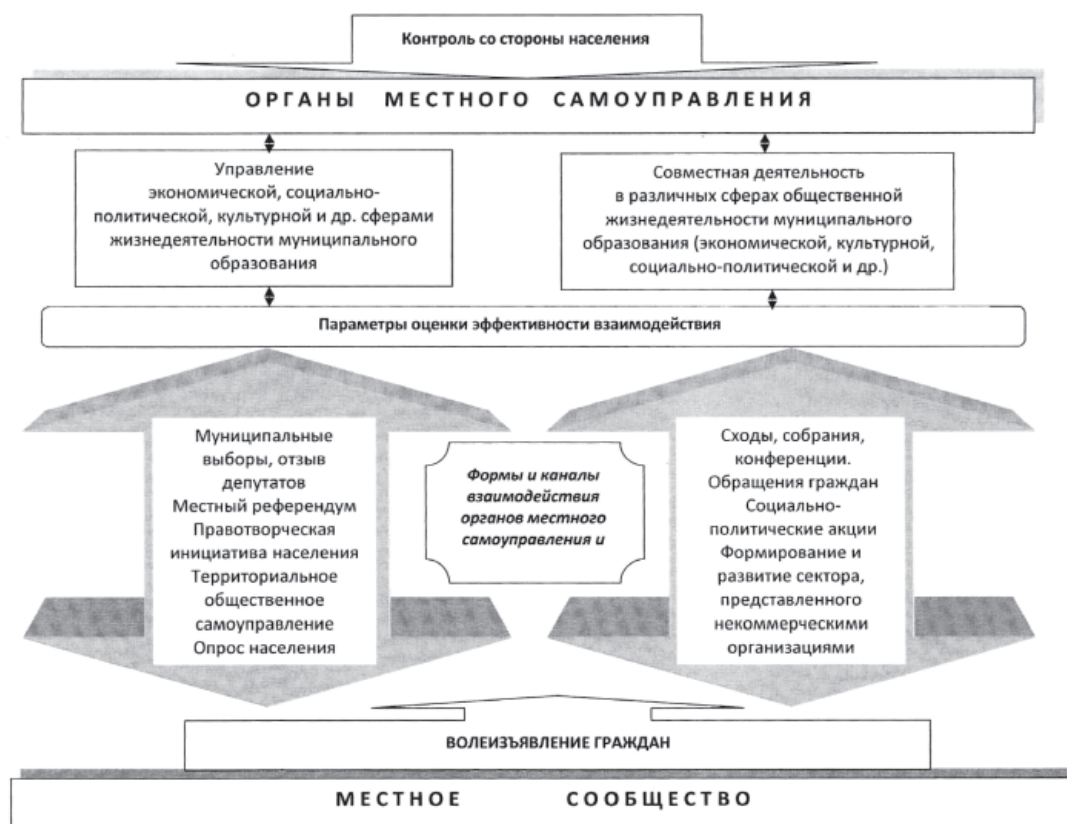 Контроль со стороны населения
ОРГАНЫ МЕСТНОГО САМОУПРАВЛЕНИЯ
Управление
экономической, социально-
политической, культурной и др. сферами
жизнедеятельности муниципального
образования
Совместная деятельность
в различных сферах общественной
жизнедеятельности муниципального
образования (экономической, культурной,
социально-политической и др.)
Параметры оценки эффективности взаимодействия
Муниципальные
выборы, отзыв
депутатов
Местный референдум
Правотворческая
инициатива населения
Территориальное
общественное
самоуправление
Опрос населения
Формы и каналы
взаимодействия
органов местного
самоуправления и
Сходы, собрания,
конференции.
Обращения граждан
Социально-
политические акции
Формирование и
развитие сектора,
представленного
некоммерческими
организациями
ВОЛЕИЗЪЯВЛЕНИЕ ГРАЖДАН
МЕСТНОЕ СООБЩЕСТВО